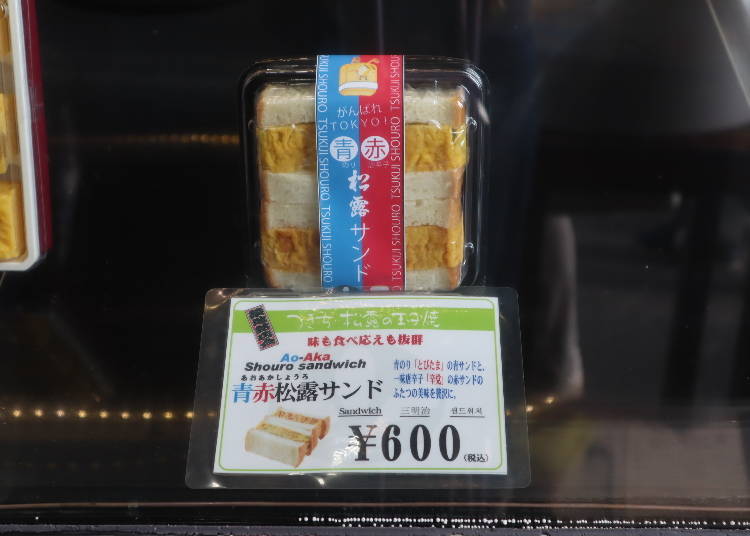 がんばれ
TOKYO!
青 赤
のり
松露サンド
TSUKIJI SHOURO
TSUKIJI SHOURO
つきぢ 松露の玉子焼
味も食べ応えも抜群
Ao-Aka
Shouro sandwich
あおあかしょうろ
青赤松露サンド
青のり「とびたま」の青サンドと、
一味唐辛子「辛党」の赤サンドの
ふたつの美味を贅沢に。
Sandwich 三明治 샌드위치
¥600
(税込)